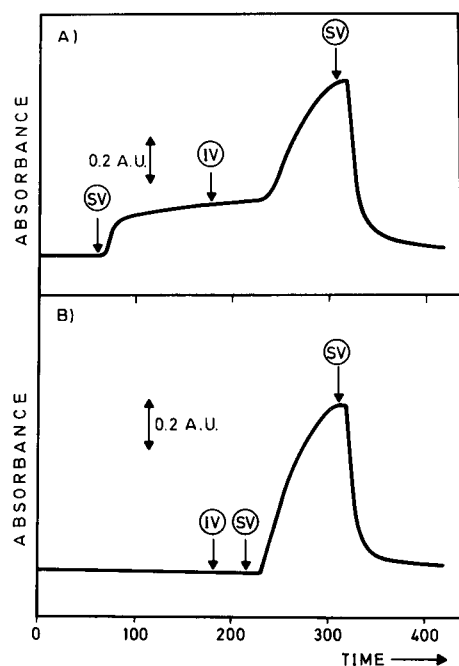 A)
SV
ABSORBANCE
0.2 A.U.
IV
SV
B)
SV
ABSORBANCE
0.2 A.U.
IV SV
0 100 200 300 400
TIME